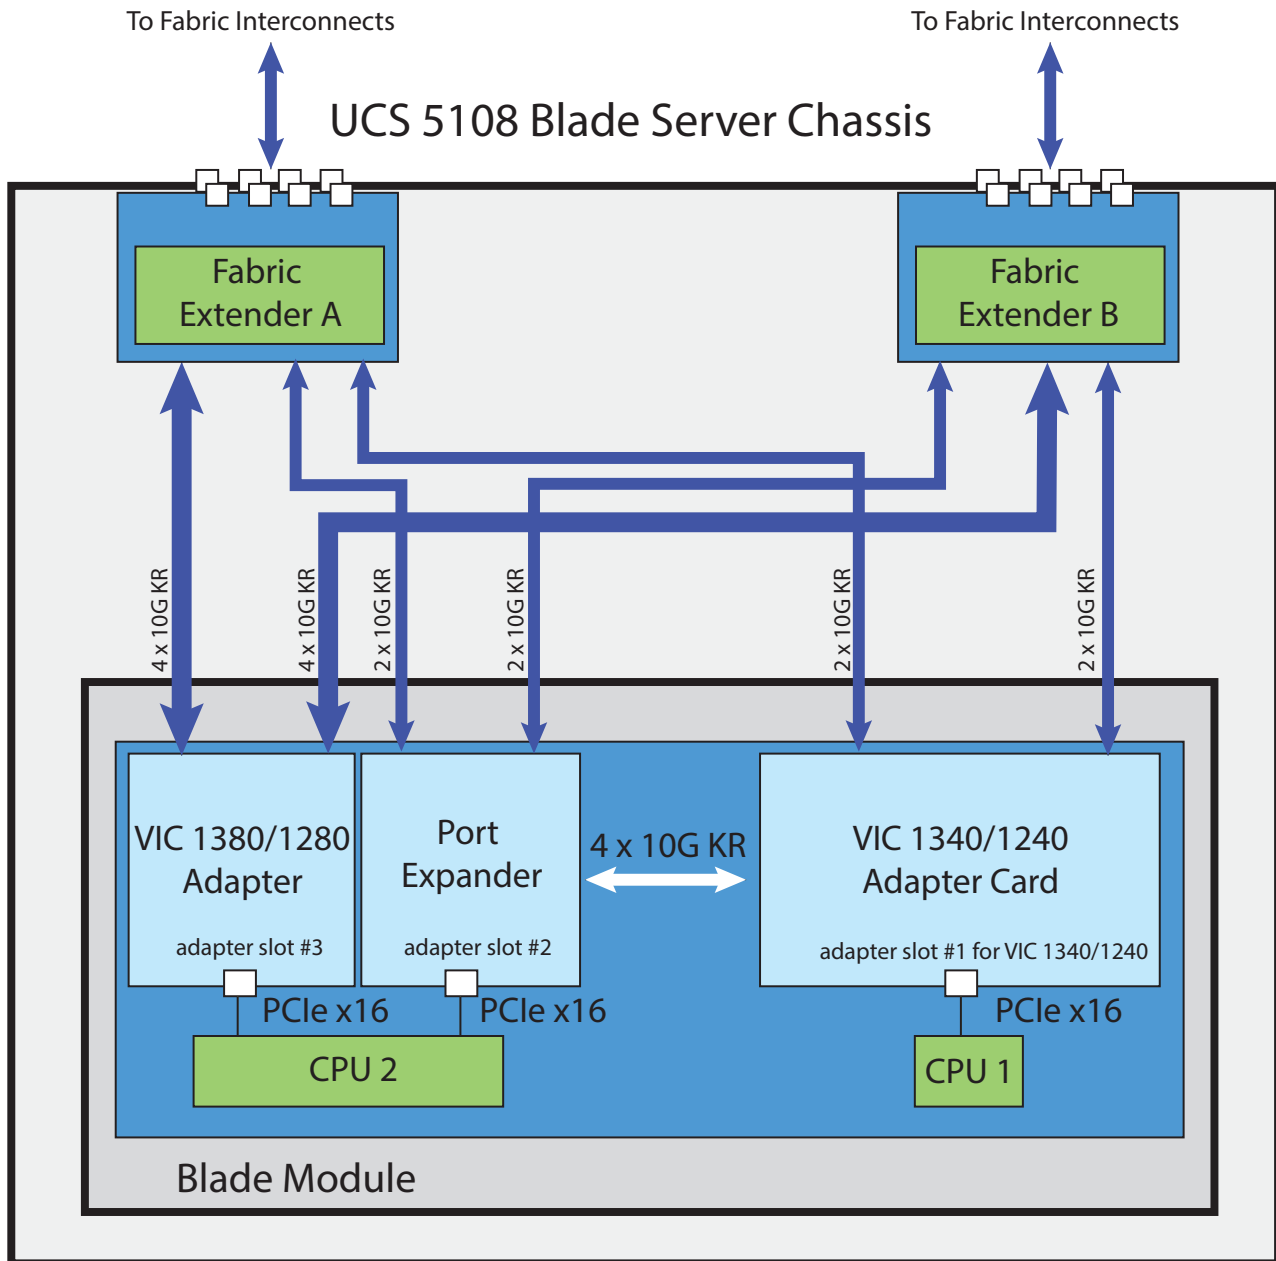 To Fabric Interconnects
To Fabric Interconnects
UCS 5108 Blade Server Chassis
Fabric
Extender A
Fabric
Extender B
4 x 10G KR
4 x 10G KR
2 x 10G KR
2 x 10G KR
2 x 10G KR
2 x 10G KR
VIC 1380/1280
Adapter
adapter slot #3
Port
Expander
adapter slot #2
4 x 10G KR
VIC 1340/1240
Adapter Card
adapter slot #1 for VIC 1340/1240
PCIe x16
PCIe x16
PCIe x16
CPU 2
CPU 1
Blade Module